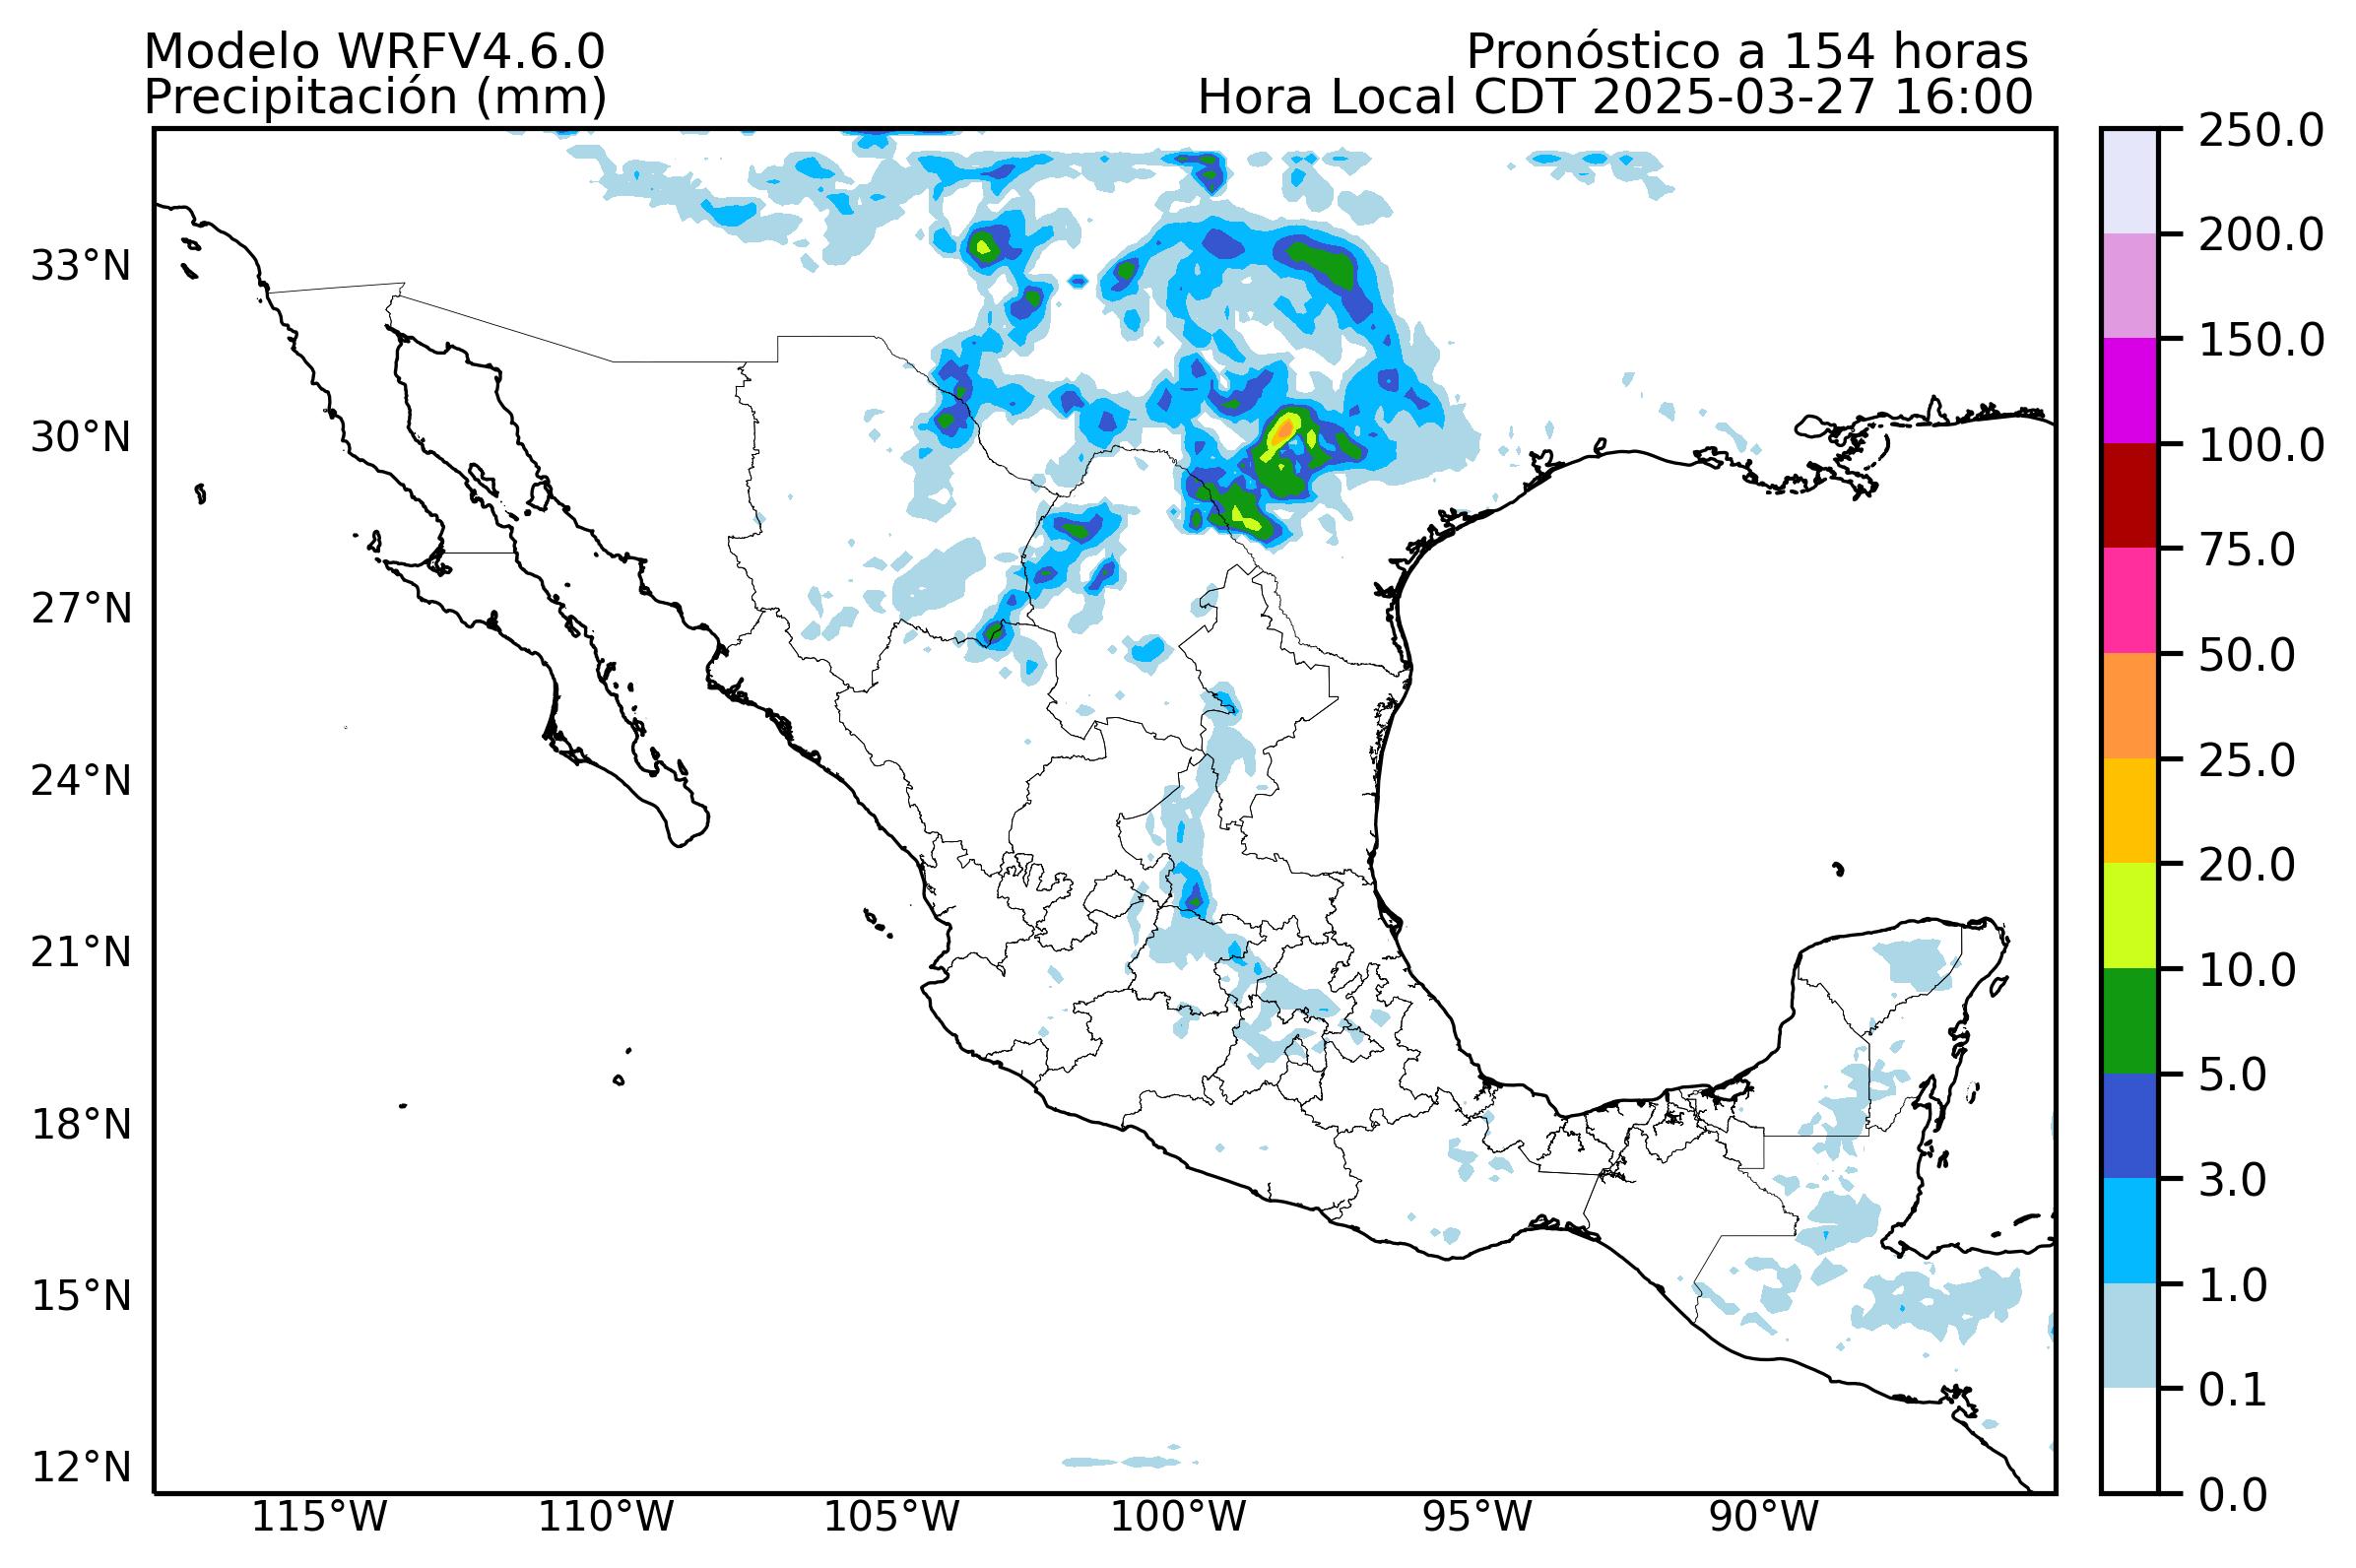 Modelo WRFV4.6.0
Pronóstico a 154 horas
Precipitación (mm)
Hora Local CDT 2025-03-27 16:00
250.0
200.0
150.0
100.0
75.0
50.0
25.0
20.0
10.0
5.0
3.0
1.0
0.1
0.0
33°N
30°N
27°N
24°N
21°N
18°N
15°N
12°N
115°W
110°W
105°W
100°W
95°W
90°W